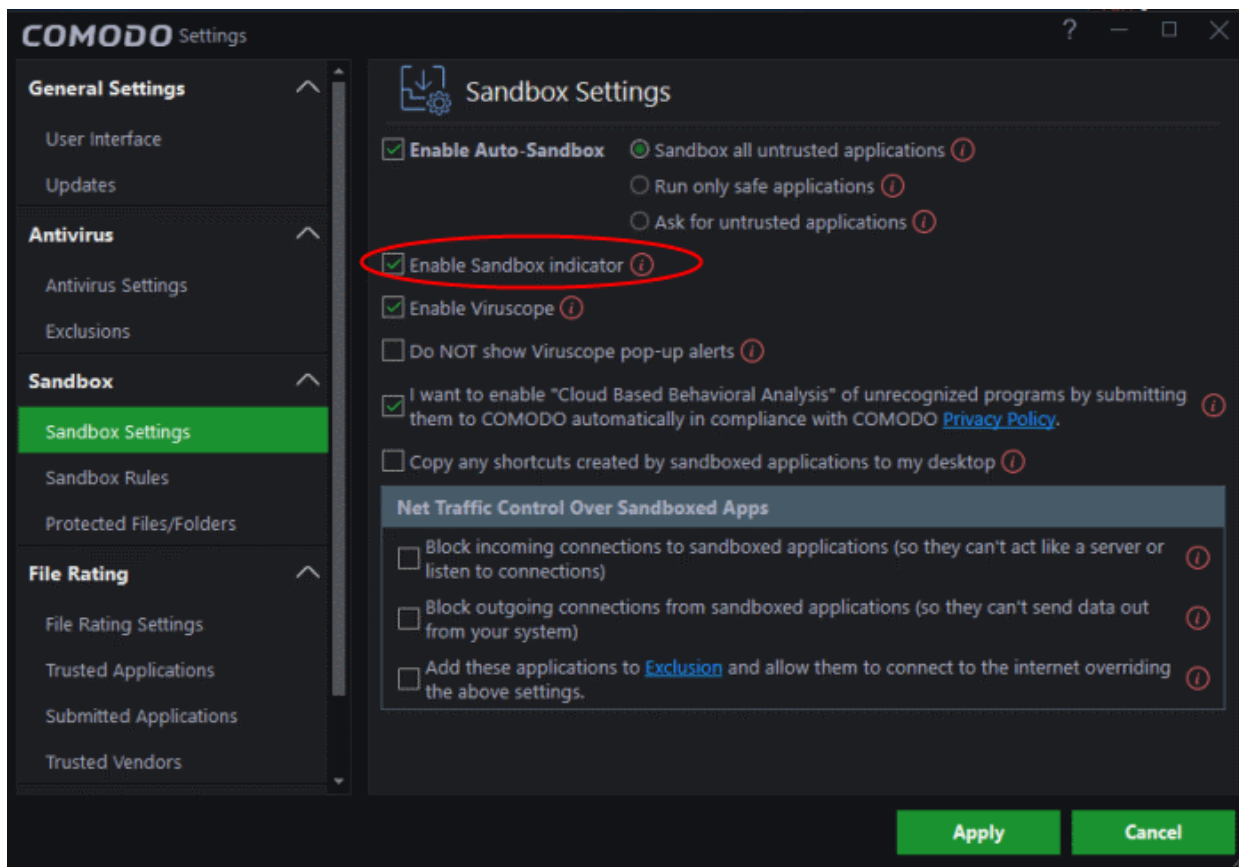 COMODO Settings
?
General Settings
User Interface
Updates
Antivirus
Antivirus Settings
Exclusions
Sandbox
Sandbox Settings
Sandbox Rules
Protected Files/Folders
File Rating
File Rating Settings
Trusted Applications
Submitted Applications
Trusted Vendors
Sandbox Settings
Enable Auto-Sandbox Sandbox all untrusted applications i
Run only safe applications i
Ask for untrusted applications i
Enable Sandbox indicator i
Enable Viruscope i
Do NOT show Viruscope pop-up alerts i
I want to enable "Cloud Based Behavioral Analysis" of unrecognized programs by submitting i
them to COMODO automatically in compliance with COMODO Privacy Policy.
Copy any shortcuts created by sandboxed applications to my desktop i
Net Traffic Control Over Sandboxed Apps
Block incoming connections to sandboxed applications (so they can't act like a server or i
listen to connections)
Block outgoing connections from sandboxed applications (so they can't send data out i
from your system)
Add these applications to Exclusion and allow them to connect to the internet overriding i
the above settings.
Apply Cancel